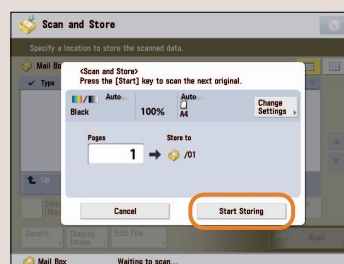 Scan and Store
Specify a location to store the scanned data.
Mail Bo
Type
<Scan and Store>
Press the [Start] key to scan the next original.
Auto
Auto
Black
100%
A4
Change
Settings
Pages
Store to
1
/01
Up
Cancel
Start Storing
Details
Display
Image
Edit File
Scan
Mail Box
Waiting to scan...